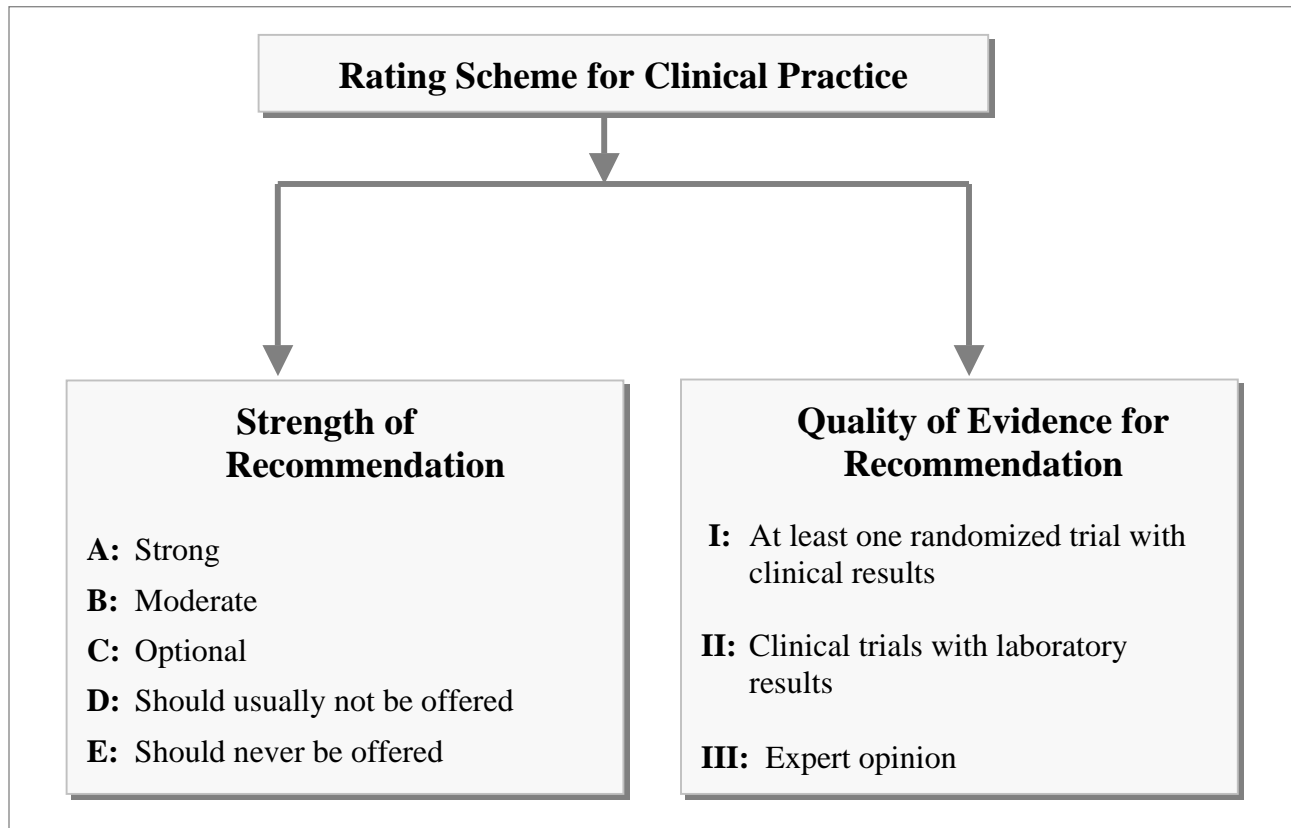 Rating Scheme for Clinical Practice
Strength of
Recommendation
A: Strong
B: Moderate
C: Optional
D: Should usually not be offered
E: Should never be offered
Quality of Evidence for
Recommendation
I: At least one randomized trial with
clinical results
II: Clinical trials with laboratory
results
III: Expert opinion